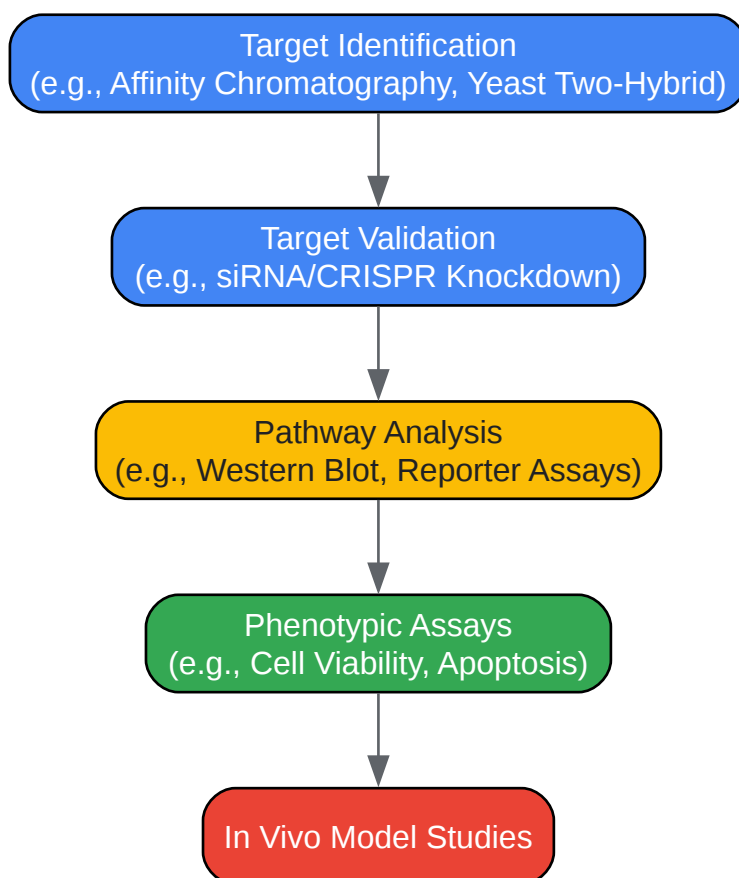 Target Identification
(e.g., Affinity Chromatography, Yeast Two-Hybrid)
Target Validation
(e.g., siRNA/CRISPR Knockdown)
Pathway Analysis
(e.g., Western Blot, Reporter Assays)
Phenotypic Assays
(e.g., Cell Viability, Apoptosis)
In Vivo Model Studies